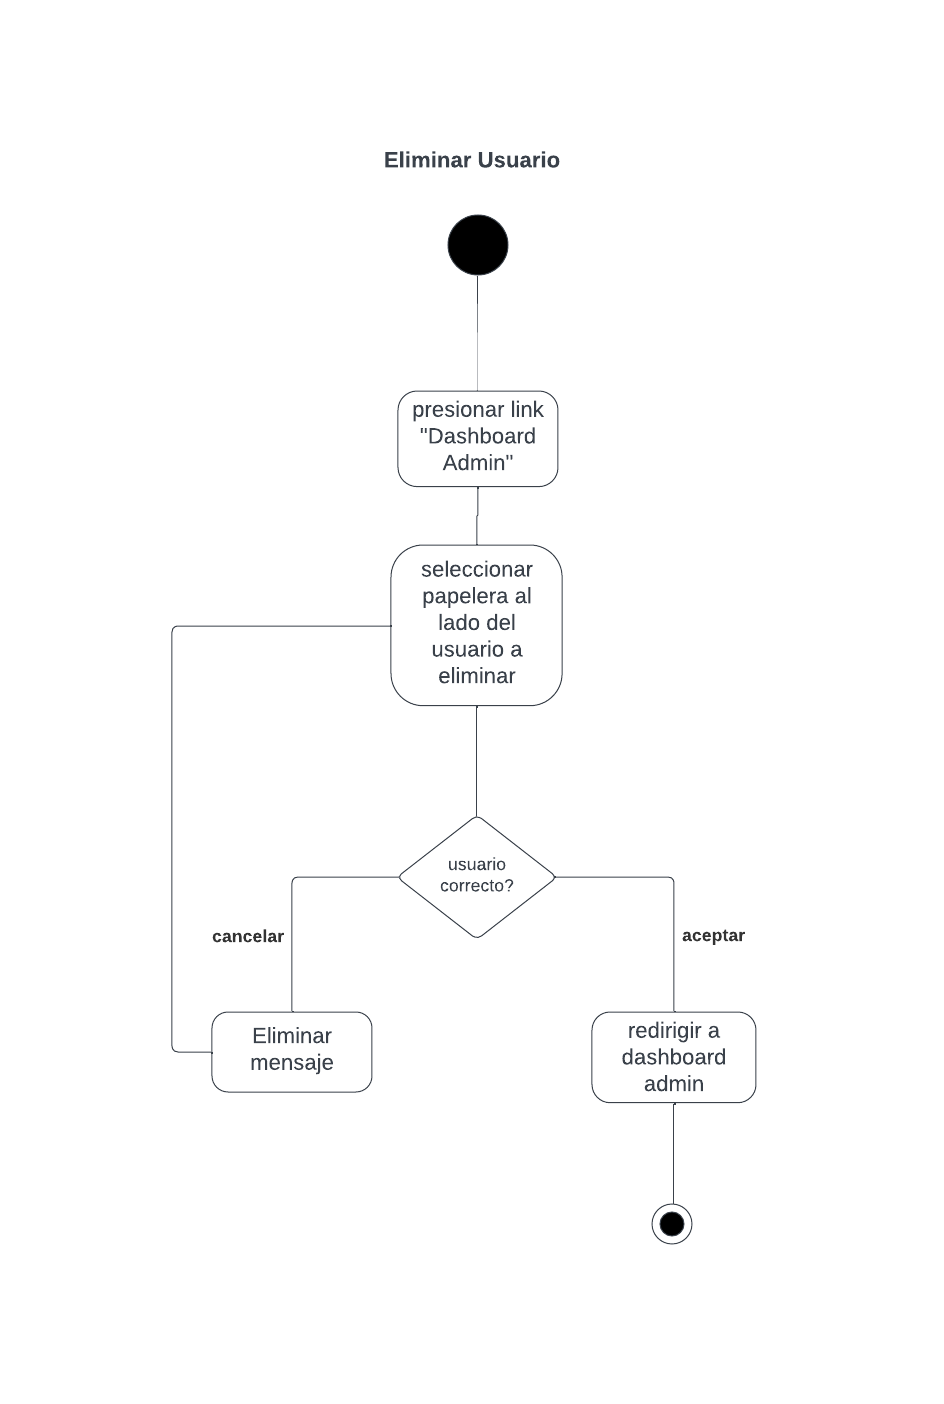 Eliminar Usuario
presionar link
"Dashboard
Admin"
seleccionar
papelera al
lado del
usuario a
eliminar
usuario
correcto?
cancelar
aceptar
Eliminar
mensaje
redirigir a
dashboard
admin